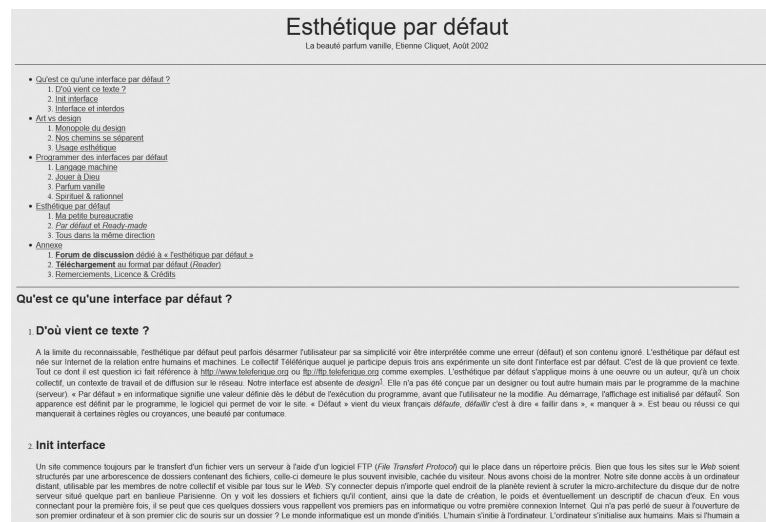 Esthétique par défaut
La beauté parfum vanille, Etienne Cliquet, Août 2002
• Qu'est ce qu'une interface par défaut ?
1. D'où vient ce texte ?
2. Init interface
3. Interface et interdos
• Art vs design
1. Monopole du design
2. Nos chemins se séparent
3. Usage esthétique
• Programmer des interfaces par défaut
1. Langage machine
2. Jouer à Dieu
3. Parfum vanille
4. Spirituel & rationnel
• Esthétique par défaut
1. Ma petite bureaucratie
2. Par défaut et Ready-made
3. Tous dans la même direction
• Annexe
1. Forum de discussion dédié à « l'esthétique par défaut »
2. Téléchargement au format par défaut (Reader)
3. Remerciements, Licence & Crédits
Qu'est ce qu'une interface par défaut ?
1. D'où vient ce texte ?
A la limite du reconnaissable, l'esthétique par défaut peut parfois désarmer l'utilisateur par sa simplicité voir être interprétée comme une erreur (défaut) et son contenu ignoré. L'esthétique par défaut est
née sur Internet de la relation entre humains et machines. Le collectif Téléférique auquel je participe depuis trois ans expérimente un site dont l'interface est par défaut. C'est de là que provient ce texte.
Tout ce dont il est question ici fait référence à http://www.teleferique.org ou ftp://ftp.teleferique.org comme exemples. L'esthétique par défaut s'applique moins à une oeuvre ou un auteur, qu'à un choix
collectif, un contexte de travail et de diffusion sur le réseau. Notre interface est absente de design1. Elle n'a pas été conçue par un designer ou tout autre humain mais par le programme de la machine
(serveur). « Par défaut » en informatique signifie une valeur définie dès le début de l'exécution du programme, avant que l'utilisateur ne la modifie. Au démarrage, l'affichage est initialisé par défaut2. Son
apparence est définit par le programme, le logiciel qui permet de voir le site. « Défaut » vient du vieux français défaute, défaillir c'est à dire « faillir dans », « manquer à ». Est beau ou réussi ce qui
manquerait à certaines règles ou croyances, une beauté par contumace.
2. Init interface
Un site commence toujours par le transfert d'un fichier vers un serveur à l'aide d'un logiciel FTP (File Transfert Protocol) qui le place dans un répertoire précis. Bien que tous les sites sur le Web soient
structurés par une arborescence de dossiers contenant des fichiers, celle-ci demeure le plus souvent invisible, cachée du visiteur. Nous avons choisi de la montrer. Notre site donne accès à un ordinateur
distant, utilisable par les membres de notre collectif et visible par tous sur le Web. S'y connecter depuis n'importe quel endroit de la planète revient à scruter la micro-architecture du disque dur de notre
serveur situé quelque part en banlieue Parisienne. On y voit les dossiers et fichiers qu'il contient, ainsi que la date de création, le poids et éventuellement un descriptif de chacun d'eux. En vous
connectant pour la première fois, il se peut que ces quelques dossiers vous rappellent vos premiers pas en informatique ou votre première connexion Internet. Qui n'a pas perlé de sueur à l'ouverture de
son premier ordinateur et à son premier clic de souris sur un dossier ? Le monde informatique est un monde d'initiés. L'humain s'initie à l'ordinateur. L'ordinateur s'initialise aux humains. Mais si l'humain a